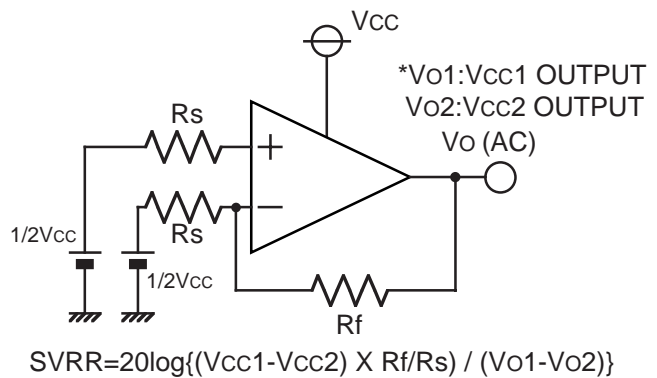 VCC
*VO1:VCC1 OUTPUT
VO2:VCC2 OUTPUT
VO (AC)
Rs
+
−
Rs
1/2VCC
1/2VCC
Rf
SVRR=20log{(VCC1-VCC2) X Rf/Rs) / (VO1-VO2)}